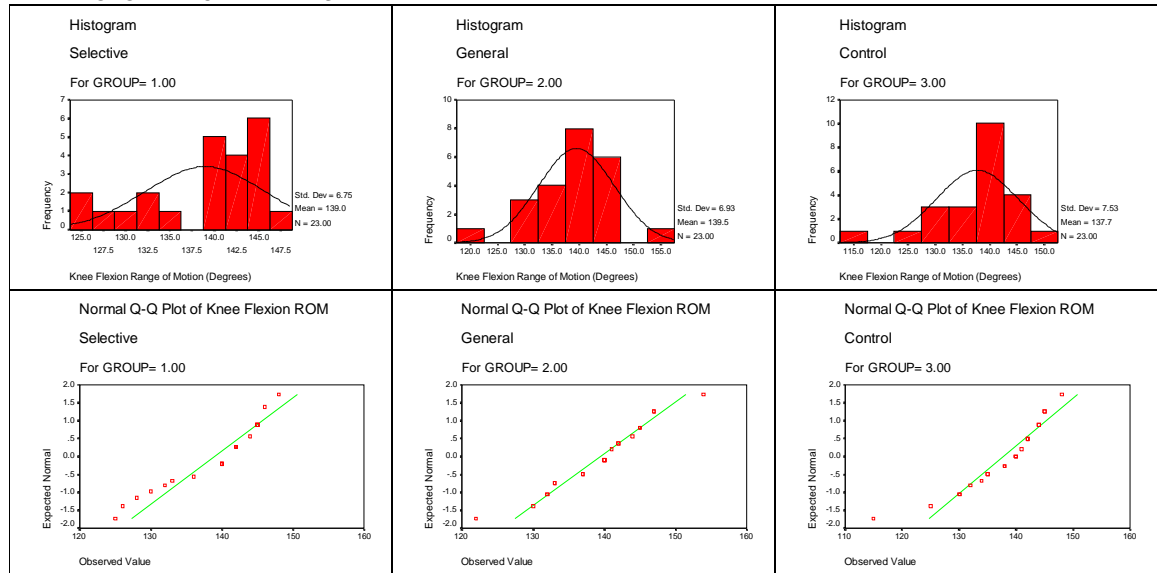 Histogram
Selective
For GROUP= 1.00
7
6
5
4
3
2
1
0
Frequency
125.0 130.0 135.0 140.0 145.0
127.5 132.5 137.5 142.5 147.5
Std. Dev = 6.75
Mean = 139.0
N = 23.00
Knee Flexion Range of Motion (Degrees)
Histogram
General
For GROUP= 2.00
10
8
6
4
2
0
Frequency
120.0 125.0 130.0 135.0 140.0 145.0 150.0 155.0
Std. Dev = 6.93
Mean = 139.5
N = 23.00
Knee Flexion Range of Motion (Degrees)
Histogram
Control
For GROUP= 3.00
12
10
8
6
4
2
0
Frequency
115.0 120.0 125.0 130.0 135.0 140.0 145.0 150.0
Std. Dev = 7.53
Mean = 137.7
N = 23.00
Knee Flexion Range of Motion (Degrees)
Normal Q-Q Plot of Knee Flexion ROM
Selective
For GROUP= 1.00
2.0
1.5
1.0
.5
0.0
-.5
-1.0
-1.5
-2.0
Expected Normal
120 130 140 150 160
Observed Value
Normal Q-Q Plot of Knee Flexion ROM
General
For GROUP= 2.00
2.0
1.5
1.0
.5
0.0
-.5
-1.0
-1.5
-2.0
Expected Normal
120 130 140 150 160
Observed Value
Normal Q-Q Plot of Knee Flexion ROM
Control
For GROUP= 3.00
2.0
1.5
1.0
.5
0.0
-.5
-1.0
-1.5
-2.0
Expected Normal
110 120 130 140 150 160
Observed Value